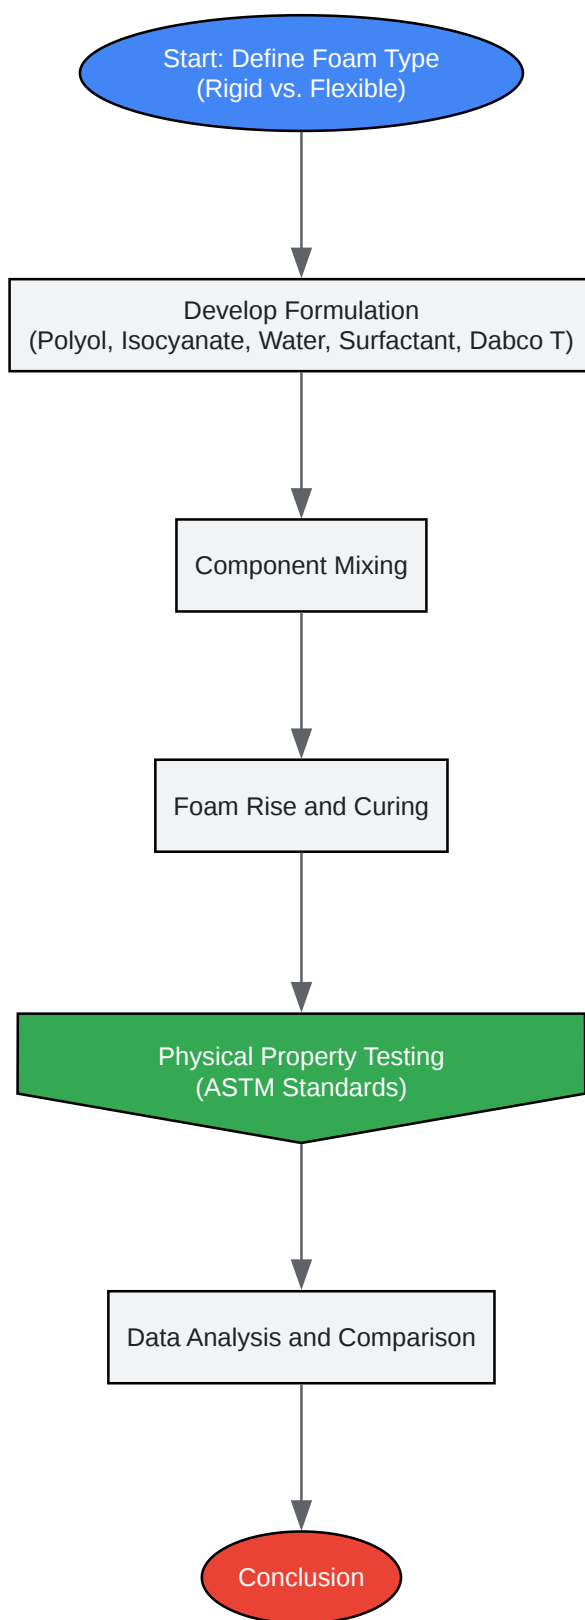 Start: Define Foam Type
(Rigid vs. Flexible)
Develop Formulation
(Polyol, Isocyanate, Water, Surfactant, Dabco T)
Component Mixing
Foam Rise and Curing
Physical Property Testing
(ASTM Standards)
Data Analysis and Comparison
Conclusion